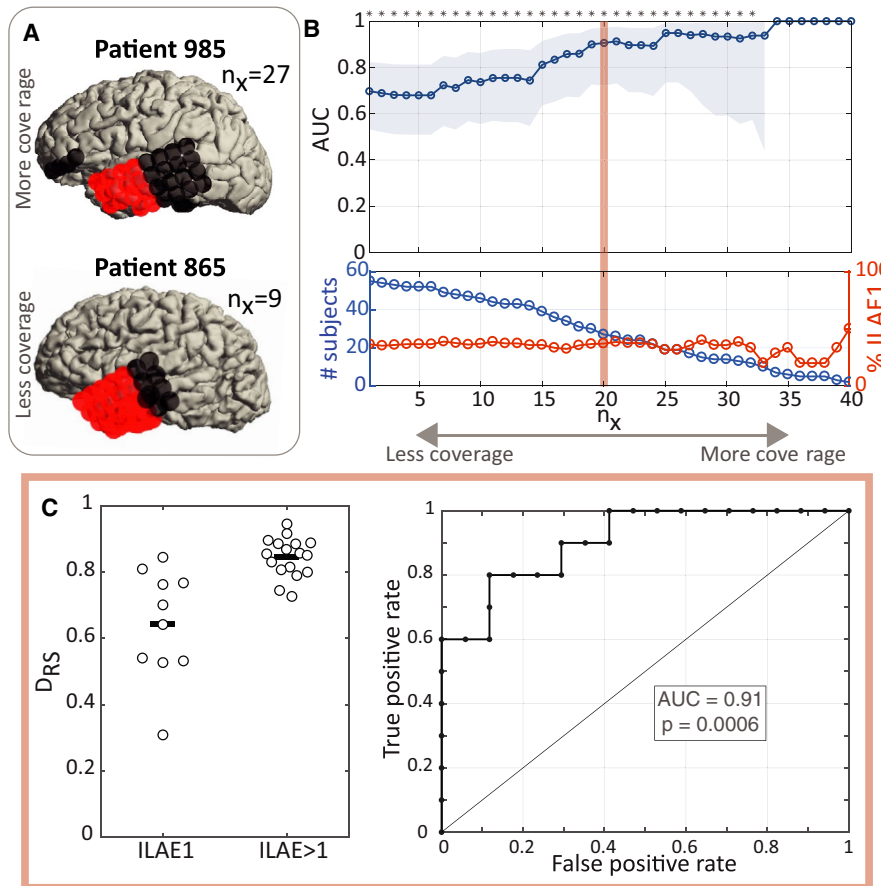 A
Patient 985
nx=27
More cove rage
Patient 865
nx=9
Less coverage
B
* * * * * * * * * * * * * * * * * * * * * * * * * * * * * * * *
AUC
1
0.8
0.6
0.4
0.2
0
# subjects
60
40
20
0
100
0
% ILAE1
5 10 15 20 25 30 35 40
nx
Less coverage
More cove rage
C
DRS
1
0.8
0.6
0.4
0.2
0
ILAE1 ILAE>1
True positive rate
1
0.8
0.6
0.4
0.2
0
AUC = 0.91
p = 0.0006
0 0.2 0.4 0.6 0.8 1
False positive rate